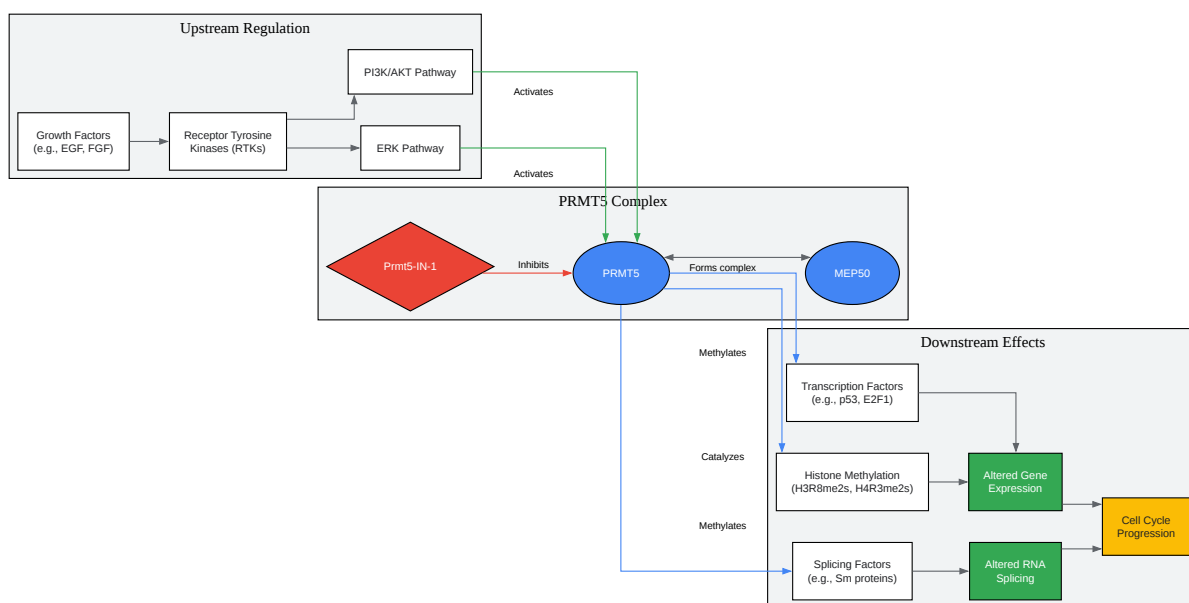 Upstream Regulation
PI3K/AKT Pathway
Activates
Growth Factors
(e.g., EGF, FGF)
Receptor Tyrosine
Kinases (RTKs)
ERK Pathway
Activates
PRMT5 Complex
Prmt5-IN-1
Inhibits
PRMT5
Forms complex
MEP50
Downstream Effects
Methylates
Transcription Factors
(e.g., p53, E2F1)
Catalyzes
Histone Methylation
(H3R8me2s, H4R3me2s)
Altered Gene
Expression
Cell Cycle
Progression
Methylates
Splicing Factors
(e.g., Sm proteins)
Altered RNA
Splicing